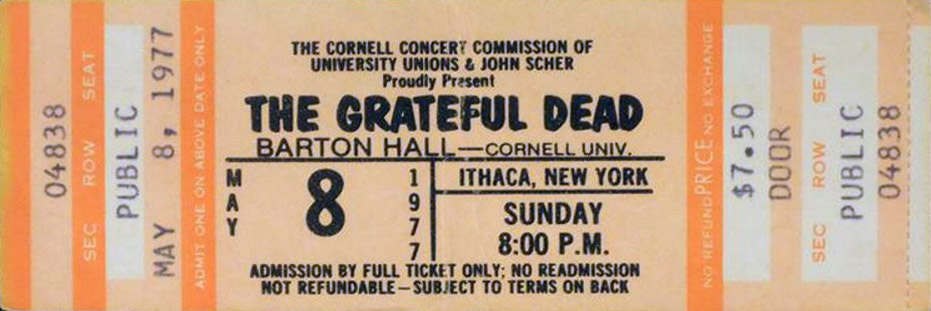 04838
SEC ROW SEAT
PUBLIC
MAY 8, 1977
ADMIT ONE ON ABOVE DATE ONLY
THE CORNELL CONCERT COMMISSION OF
UNIVERSITY UNIONS & JOHN SCHER
Proudly Present
THE GRATEFUL DEAD
BARTON HALL—CORNELL UNIV.
MAY 8 1977
ITHACA, NEW YORK
SUNDAY
8:00 P.M.
ADMISSION BY FULL TICKET ONLY; NO READMISSION
NOT REFUNDABLE—SUBJECT TO TERMS ON BACK
NO REFUND PRICE NO EXCHANGE
$7.50
DOOR
SEC ROW SEAT
PUBLIC
04838